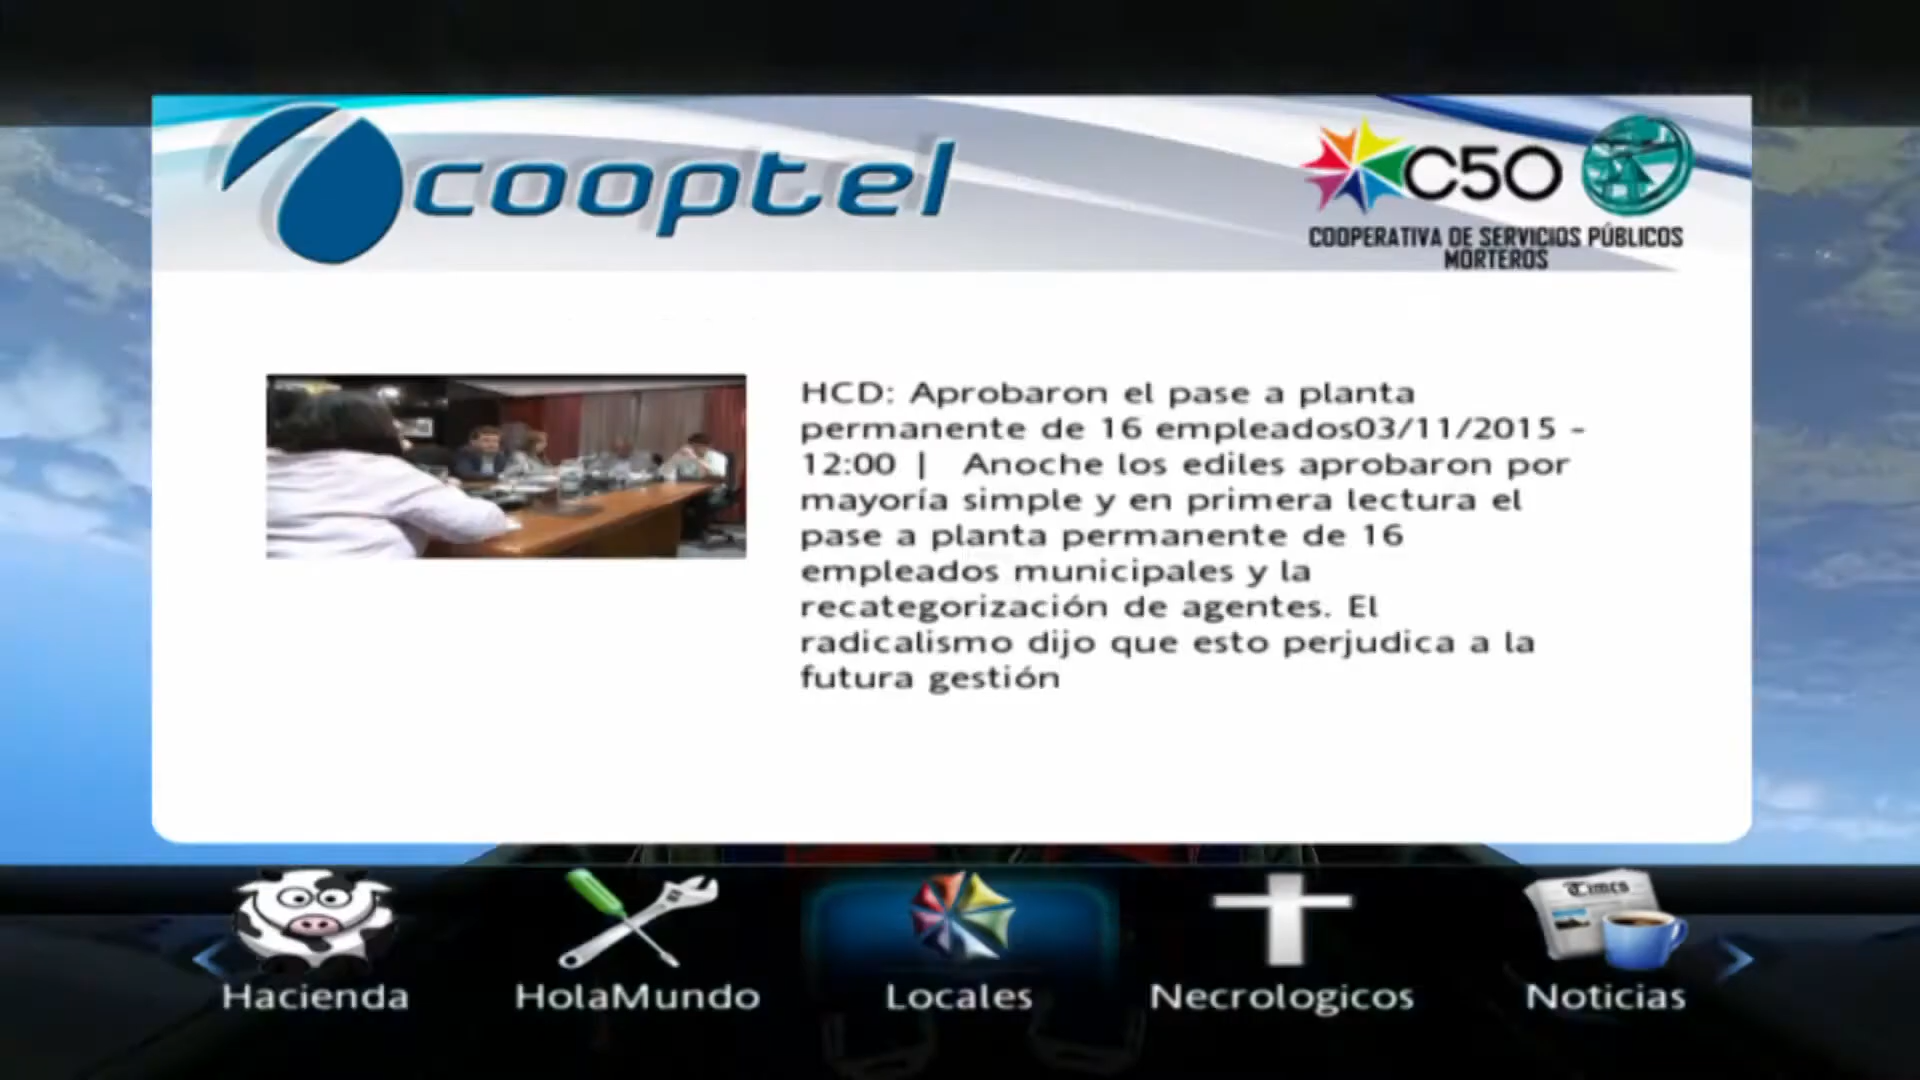 cooptel
C50
COOPERATIVA DE SERVICIOS PÚBLICOS
MORTEROS
HCD: Aprobaron el pase a planta
permanente de 16 empleados03/11/2015 -
12:00 | Anoche los ediles aprobaron por
mayoría simple y en primera lectura el
pase a planta permanente de 16
empleados municipales y la
recategorización de agentes. El
radicalismo dijo que esto perjudica a la
futura gestión
Times
Hacienda
HolaMundo
Locales
Necrologicos
Noticias